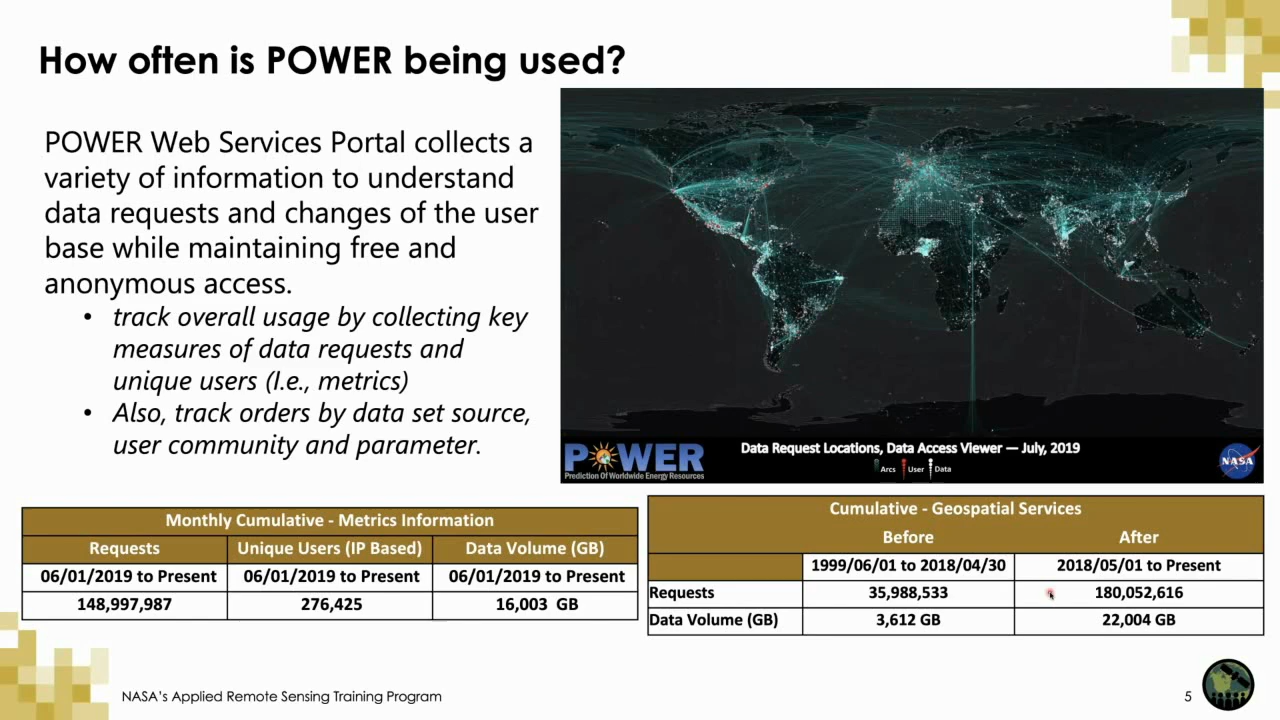 How often is POWER being used?
POWER Web Services Portal collects a
variety of information to understand
data requests and changes of the user
base while maintaining free and
anonymous access.
• track overall usage by collecting key
measures of data requests and
unique users (I.e., metrics)
• Also, track orders by data set source,
user community and parameter.
POWER
Prediction Of Worldwide Energy Resources
Data Request Locations, Data Access Viewer — July, 2019
Arcs User Data
NASA
Monthly Cumulative - Metrics Information
Requests Unique Users (IP Based) Data Volume (GB)
06/01/2019 to Present 06/01/2019 to Present 06/01/2019 to Present
148,997,987 276,425 16,003 GB
Cumulative - Geospatial Services
Before After
1999/06/01 to 2018/04/30 2018/05/01 to Present
Requests 35,988,533 180,052,616
Data Volume (GB) 3,612 GB 22,004 GB
NASA's Applied Remote Sensing Training Program
5